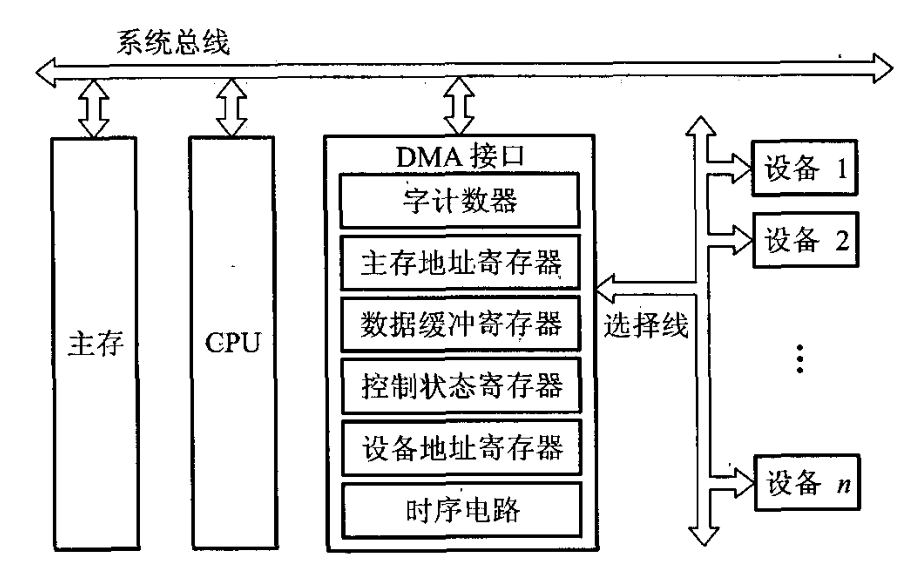 系统总线
DMA 接口
字计数器
主存地址寄存器
数据缓冲寄存器
控制状态寄存器
设备地址寄存器
时序电路
主存
CPU
选择线
设备 1
设备 2
⋮
设备 n